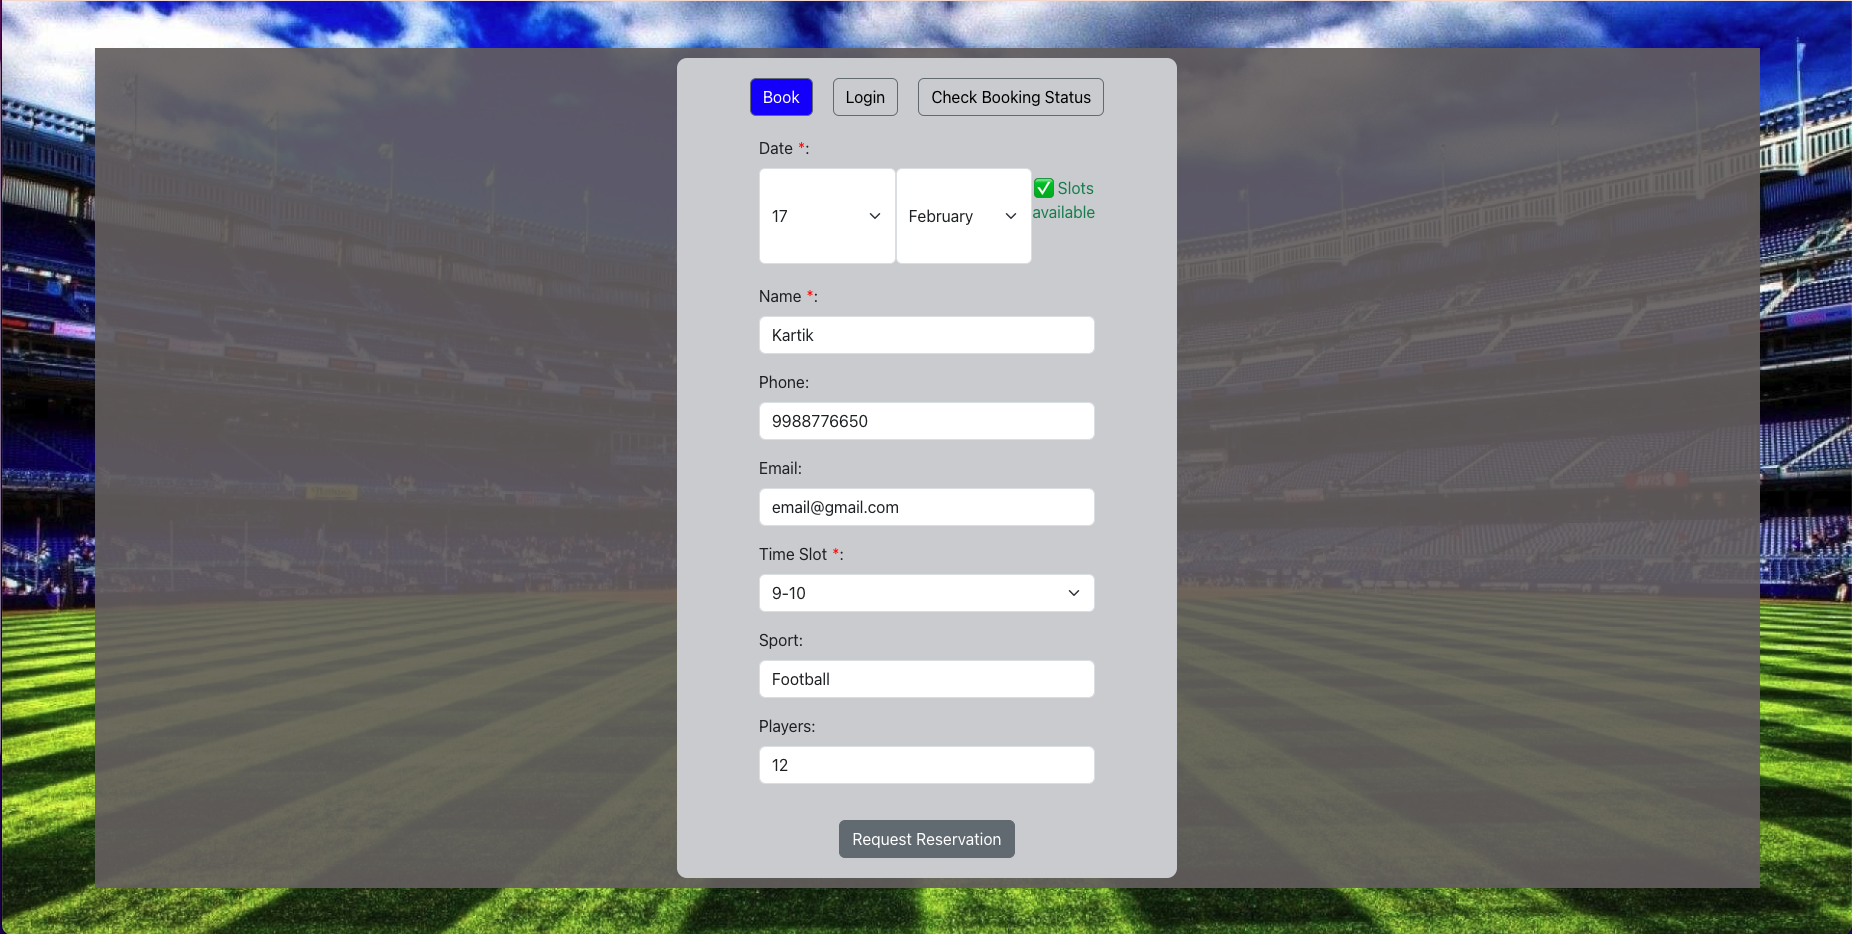 Book
Login
Check Booking Status
Date *:
17
February
✅ Slots
available
Name *:
Kartik
Phone:
9988776650
Email:
email@gmail.com
Time Slot *:
9-10
Sport:
Football
Players:
12
Request Reservation